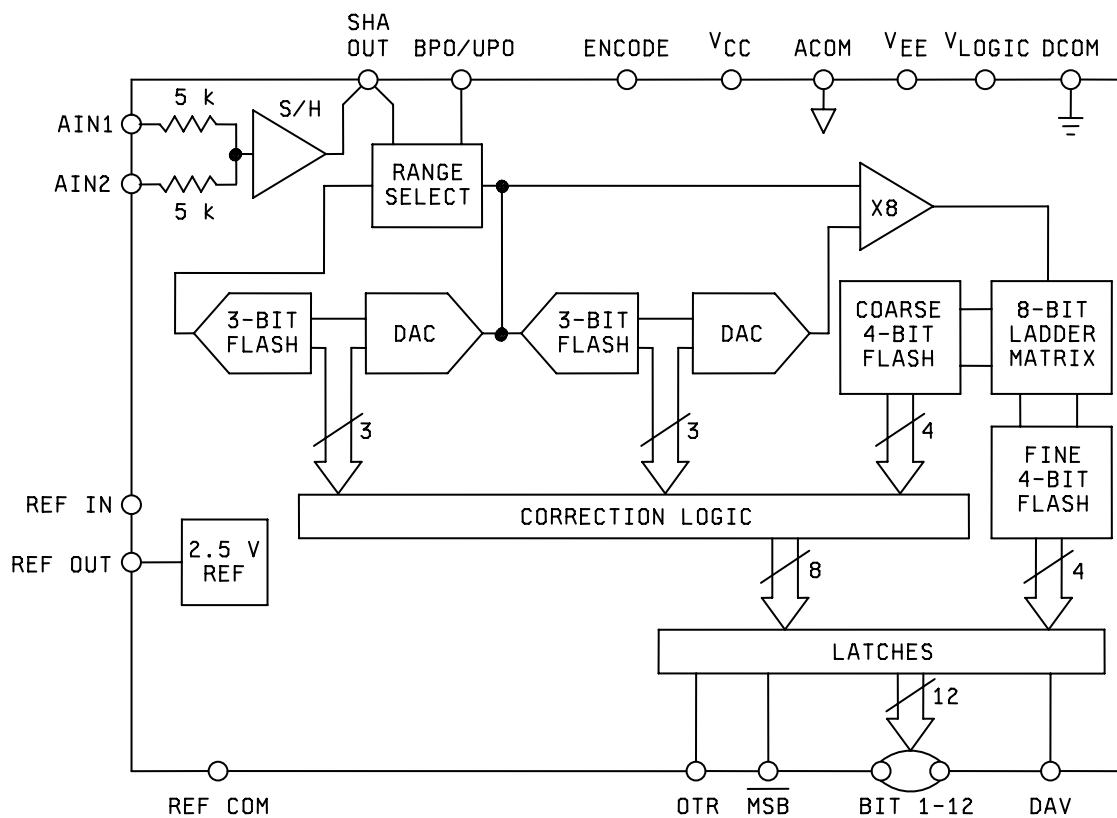 SHA
OUT
BPO/UPO
ENCODE
VCC
ACOM
VEE
VLOGIC
DCOM
5 k
S/H
AIN1
AIN2
5 k
RANGE
SELECT
X8
3-BIT
FLASH
DAC
3-BIT
FLASH
DAC
COARSE
4-BIT
FLASH
8-BIT
LADDER
MATRIX
3
3
4
FINE
4-BIT
FLASH
REF IN
CORRECTION LOGIC
REF OUT
2.5 V
REF
8
4
LATCHES
12
REF COM
OTR
MSB
BIT 1-12
DAV